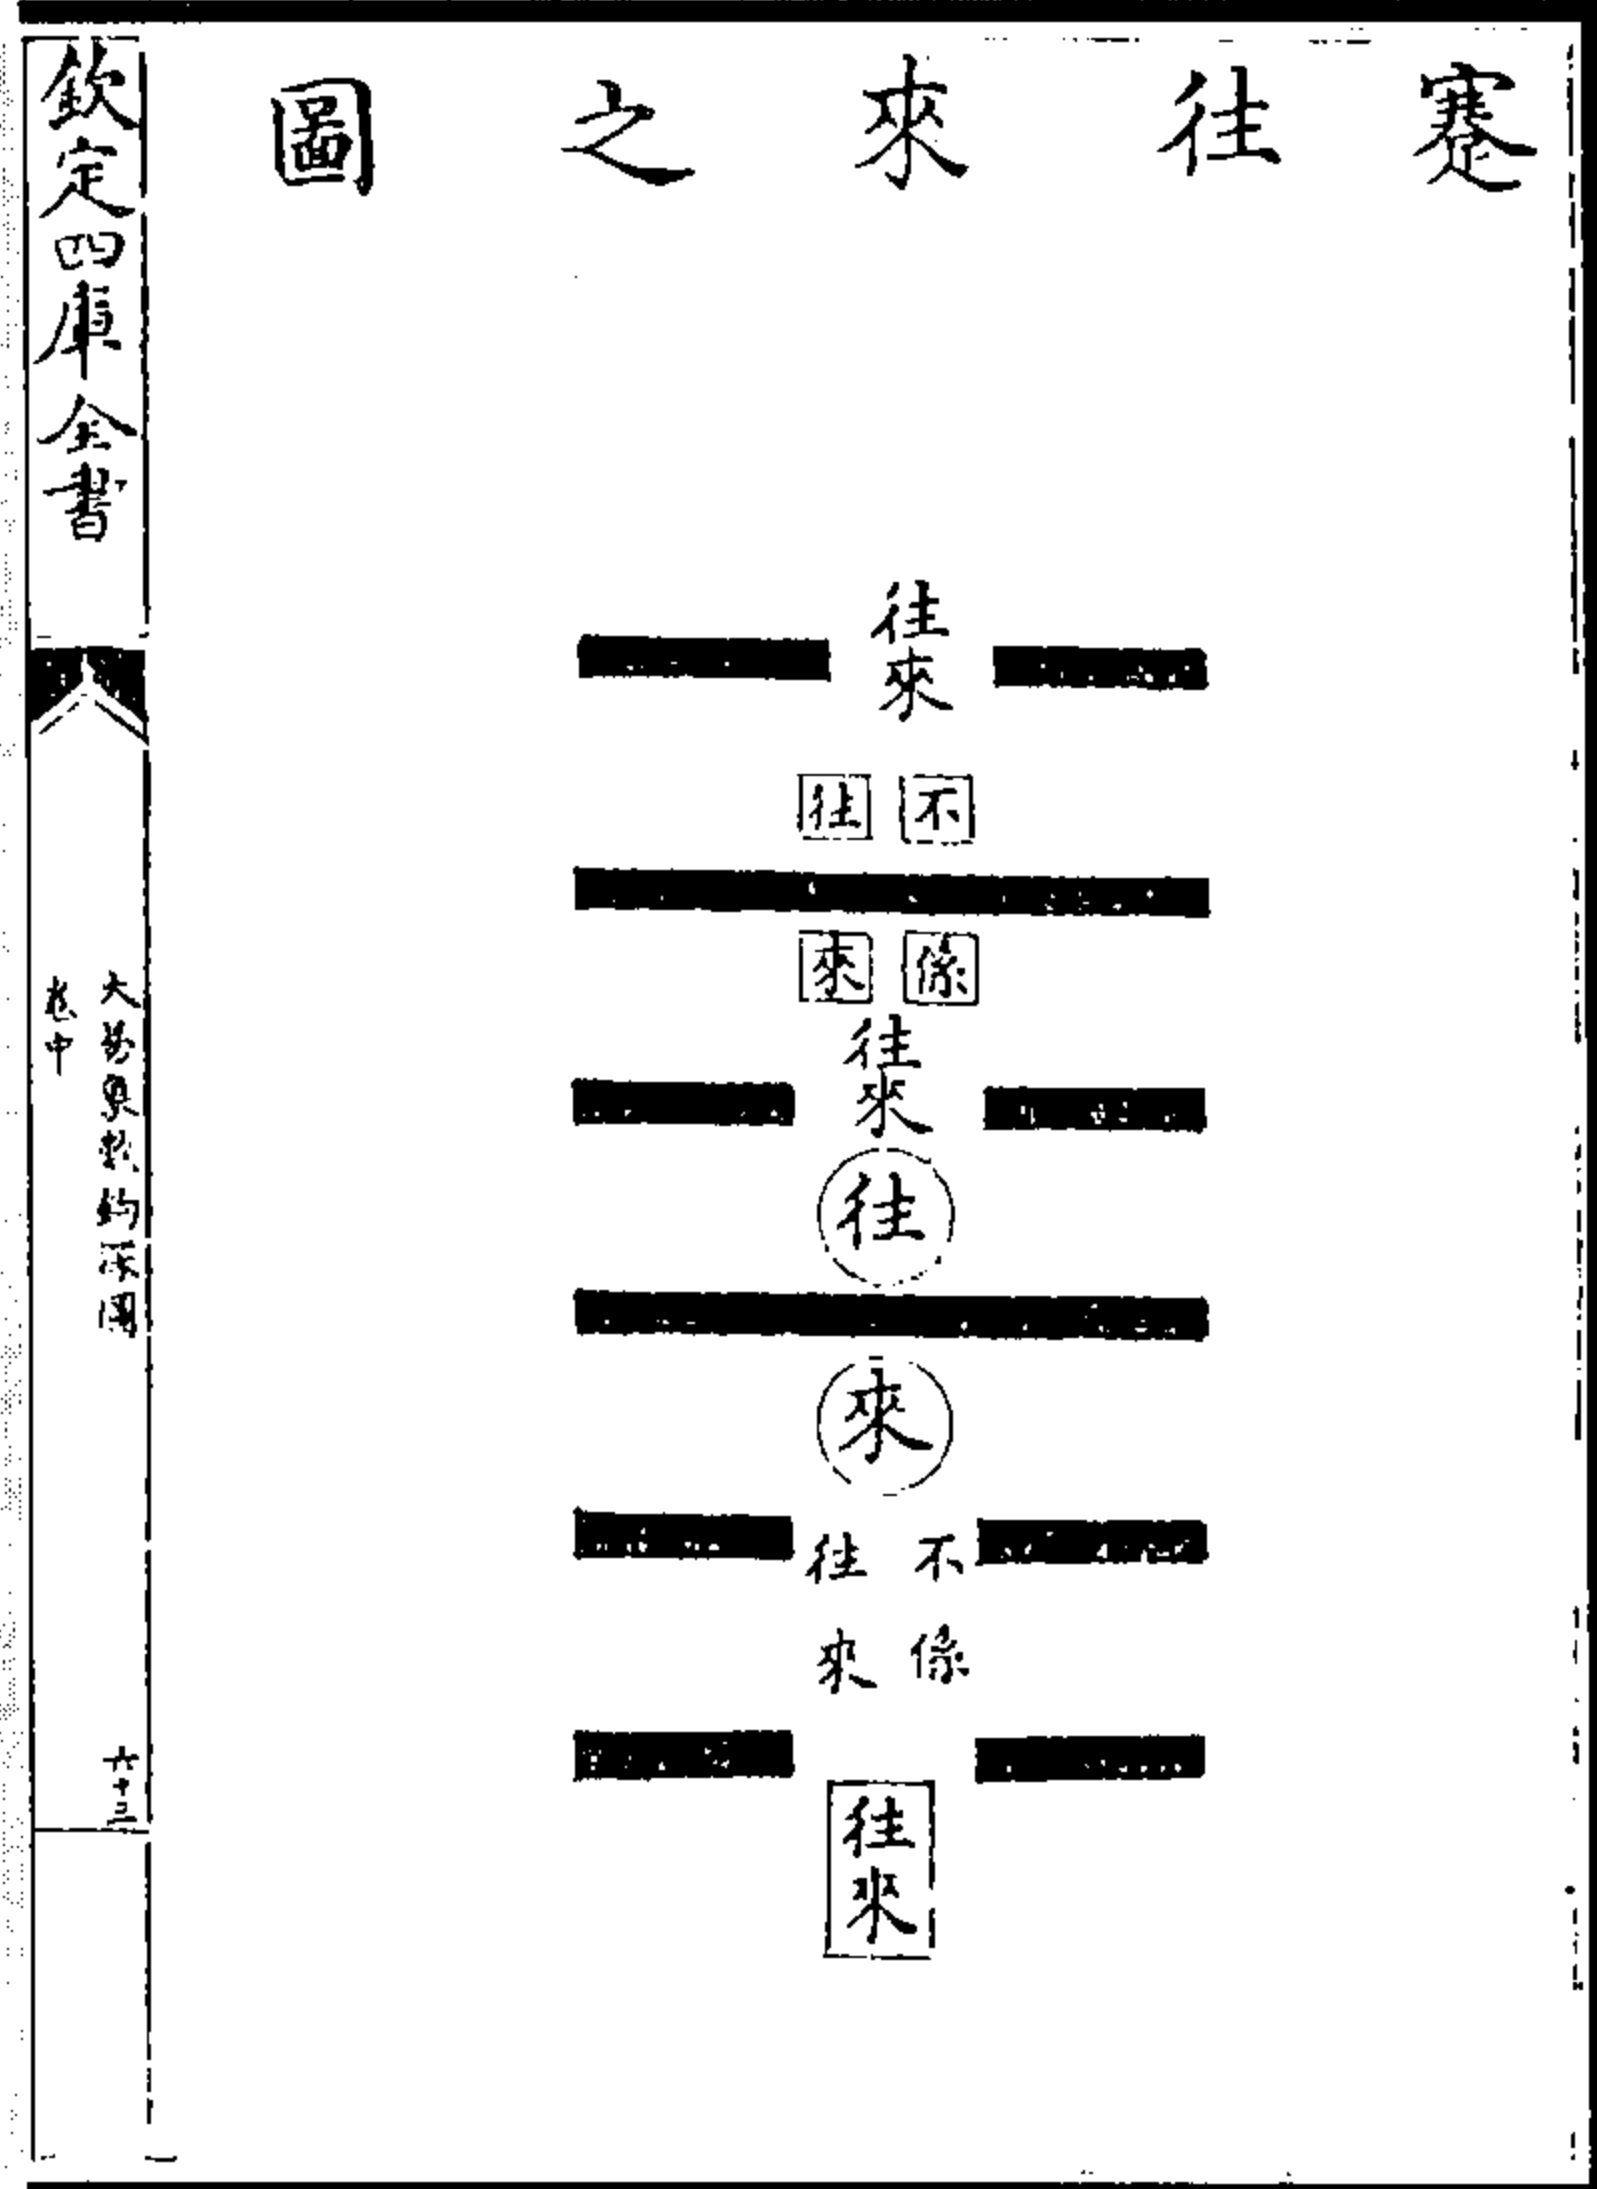 蹇往來之圖
往來
不往
係來
往來
往
來
不往
係來
往來
欽定四庫全書
大易象數鉤深圖
卷中
六十三